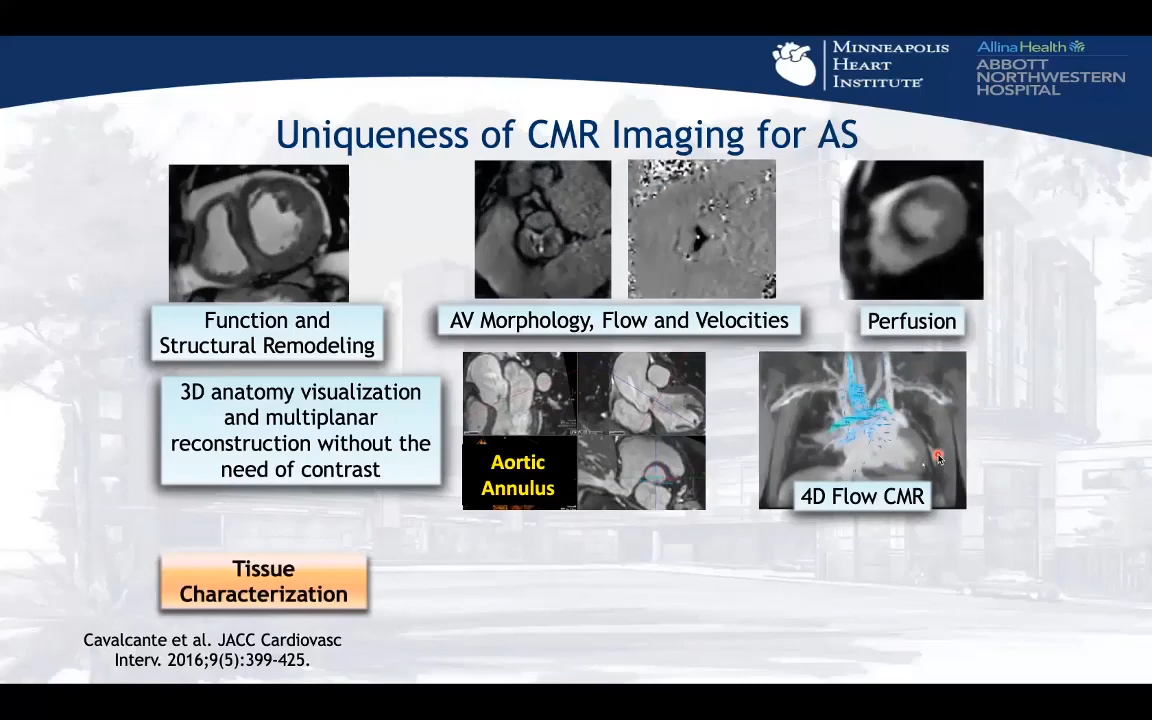 MINNEAPOLIS
HEART
INSTITUTE
AllinaHealth
ABBOTT
NORTHWESTERN
HOSPITAL
Uniqueness of CMR Imaging for AS
Function and
Structural Remodeling
AV Morphology, Flow and Velocities
Perfusion
3D anatomy visualization
and multiplanar
reconstruction without the
need of contrast
Aortic
Annulus
4D Flow CMR
Tissue
Characterization
Cavalcante et al. JACC Cardiovasc
Interv. 2016;9(5):399-425.